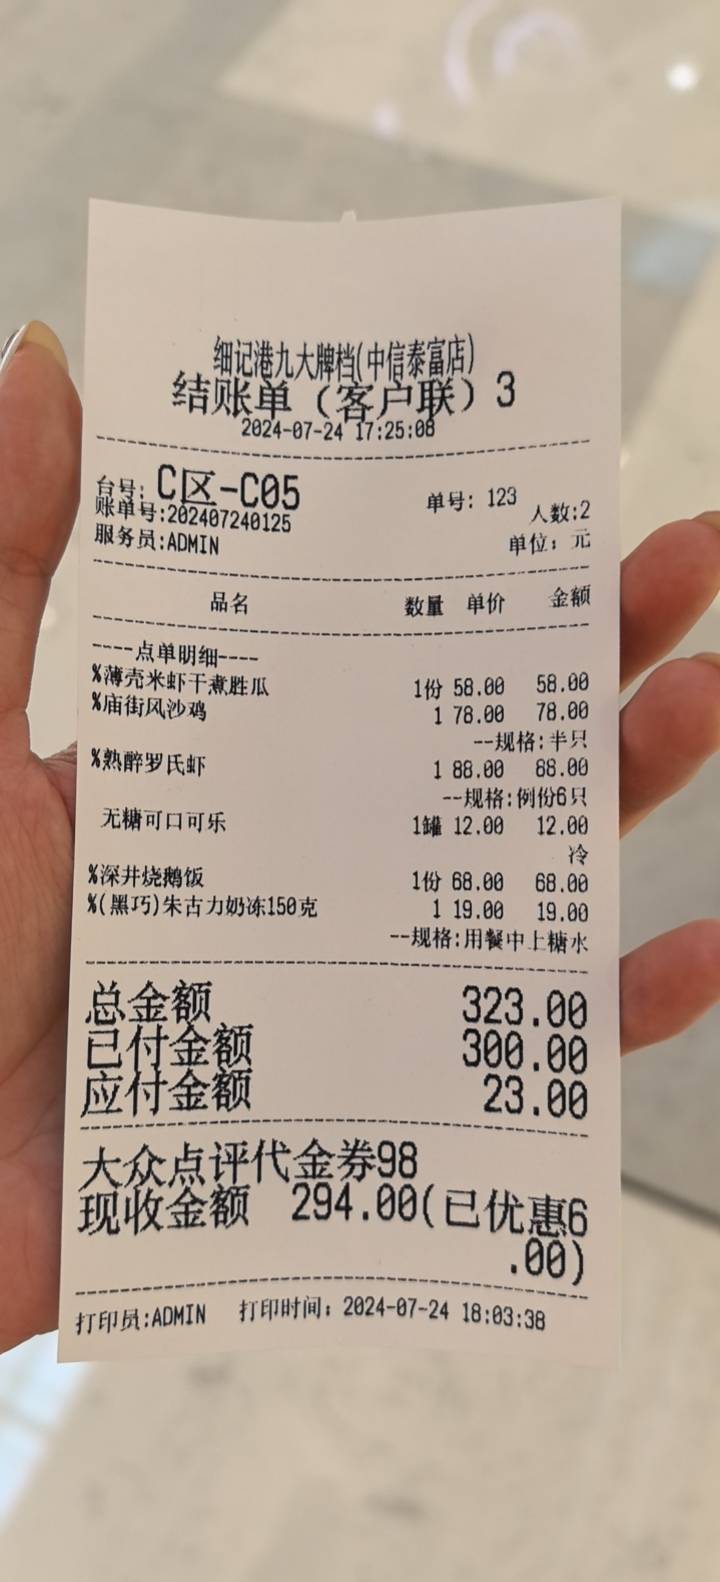 细记港九大牌档(中信泰富店)
结账单（客户联）3
2024-07-24 17:25:08
台号: C区-C05 单号: 123
账单号:202407240125 人数:2
服务员:ADMIN 单位: 元
品名 数量 单价 金额
----点单明细----
%薄壳米虾干煮胜瓜 1份 58.00 58.00
%庙街风沙鸡 1 78.00 78.00
--规格:半只
%熟醉罗氏虾 1 88.00 88.00
--规格:例份6只
无糖可口可乐 1罐 12.00 12.00
冷
%深井烧鹅饭 1份 68.00 68.00
%(黑巧)朱古力奶冻150克 1 19.00 19.00
--规格:用餐中上糖水
总金额 323.00
已付金额 300.00
应付金额 23.00
大众点评代金券98
现收金额 294.00(已优惠6
.00)
打印员:ADMIN 打印时间: 2024-07-24 18:03:38